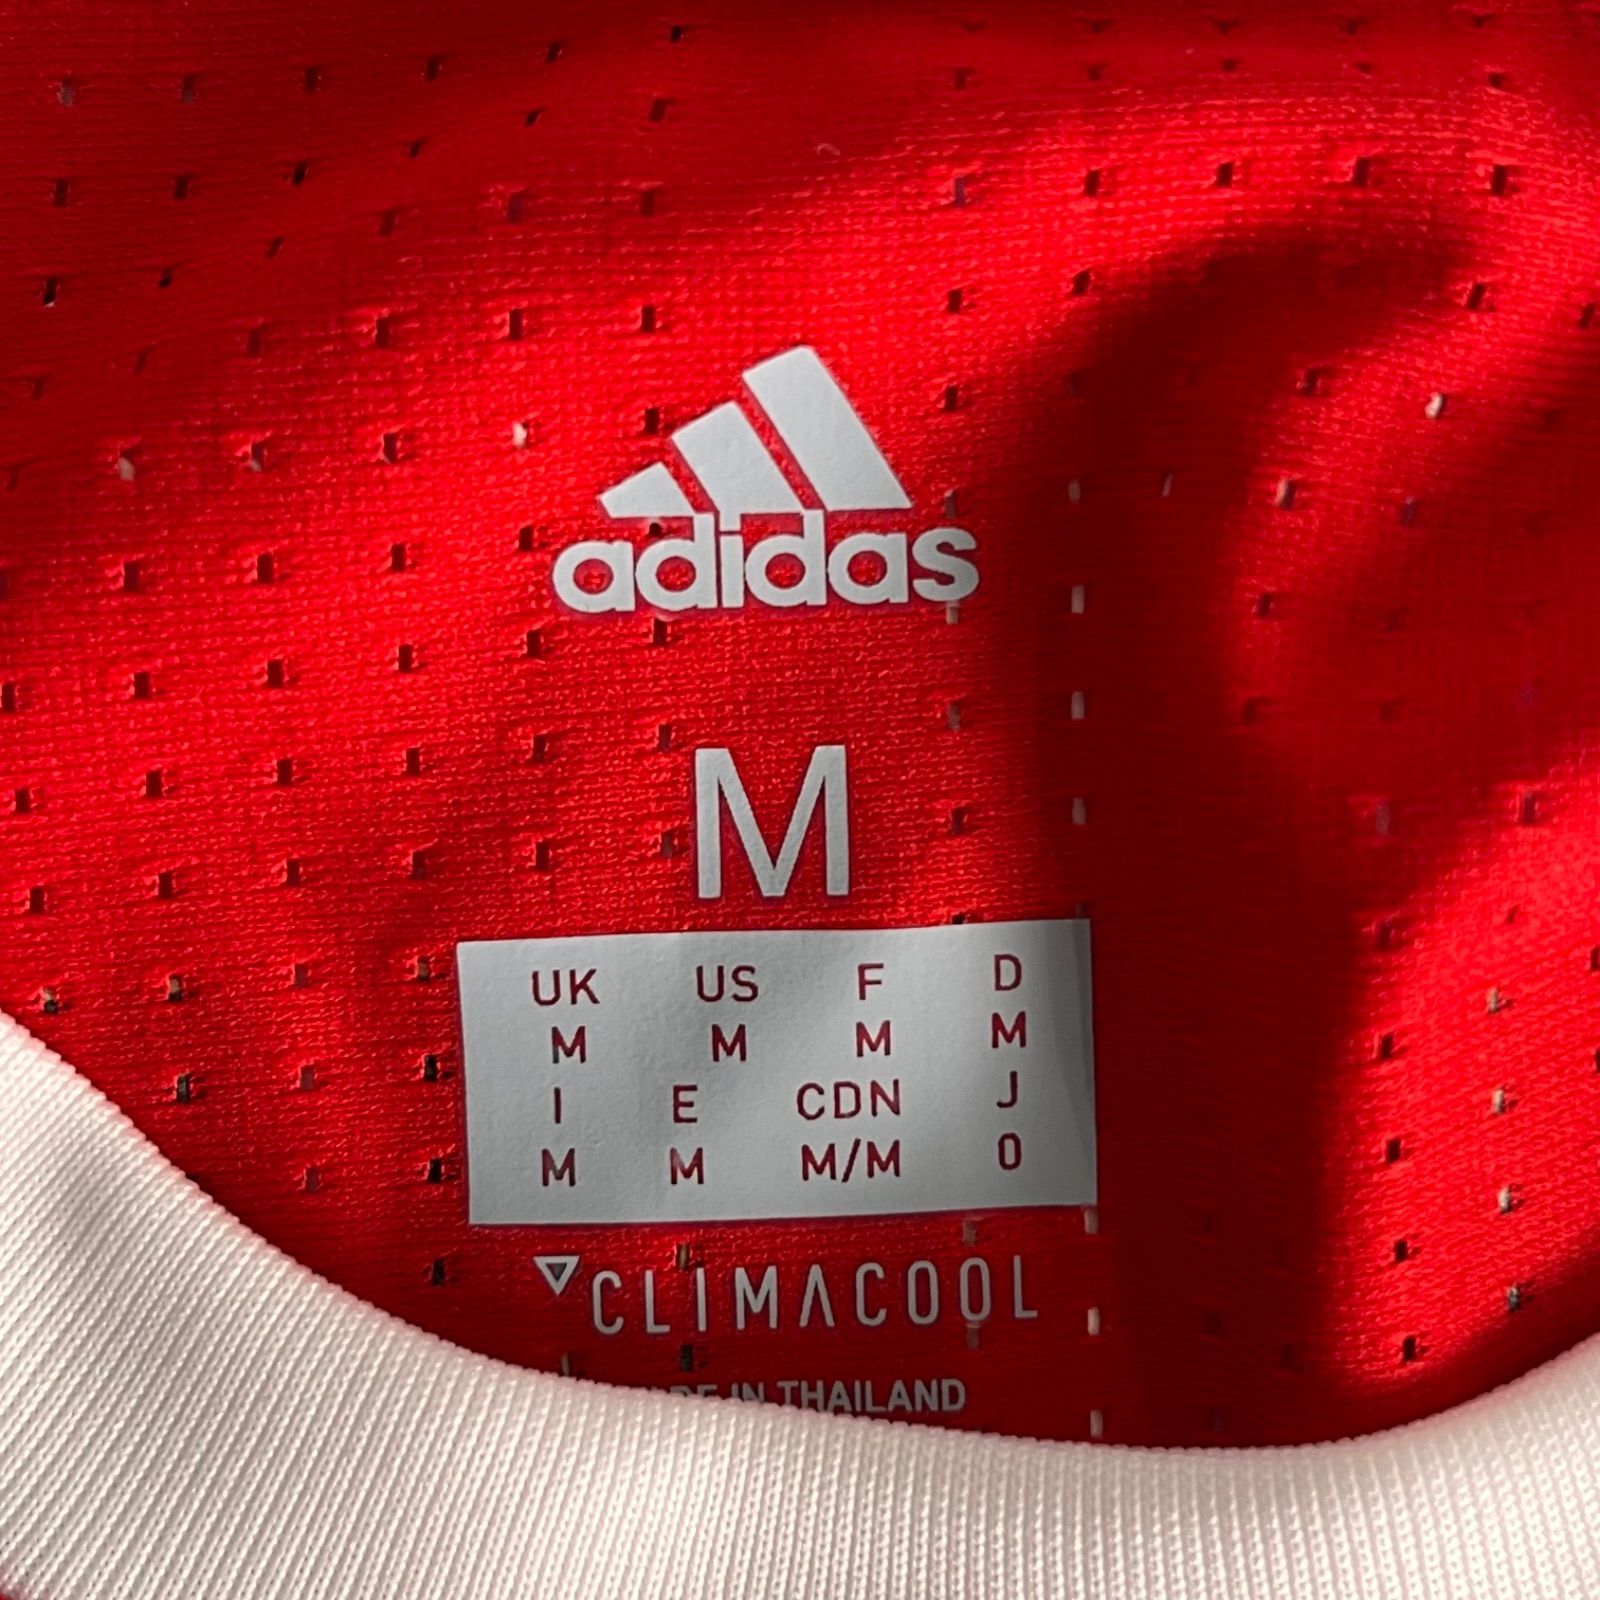 adidas
M
UK US F D
M M M M
I E CDN J
M M M/M O
CLIMACOOL
IN THAILAND